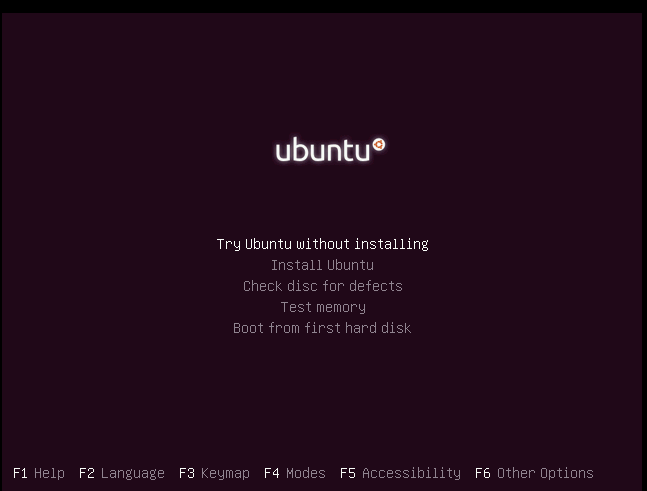 ubuntu
Try Ubuntu without installing
Install Ubuntu
Check disc for defects
Test memory
Boot from first hard disk
F1 Help F2 Language F3 Keymap F4 Modes F5 Accessibility F6 Other Options